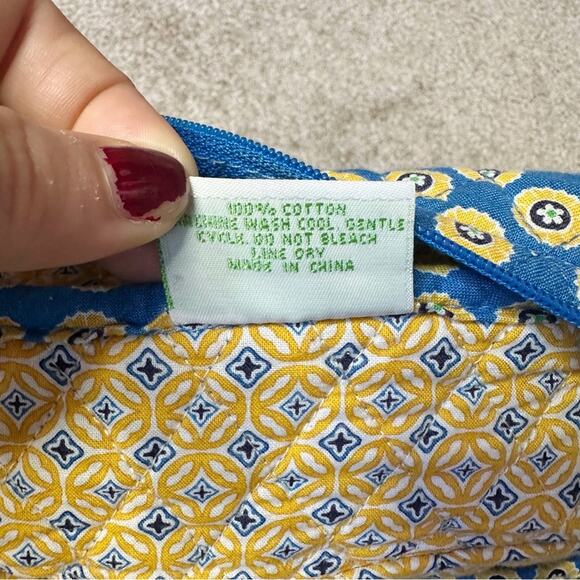 100% COTTON
MACHINE WASH COOL, GENTLE
CYCLE. DO NOT BLEACH
LINE DRY
MADE IN CHINA